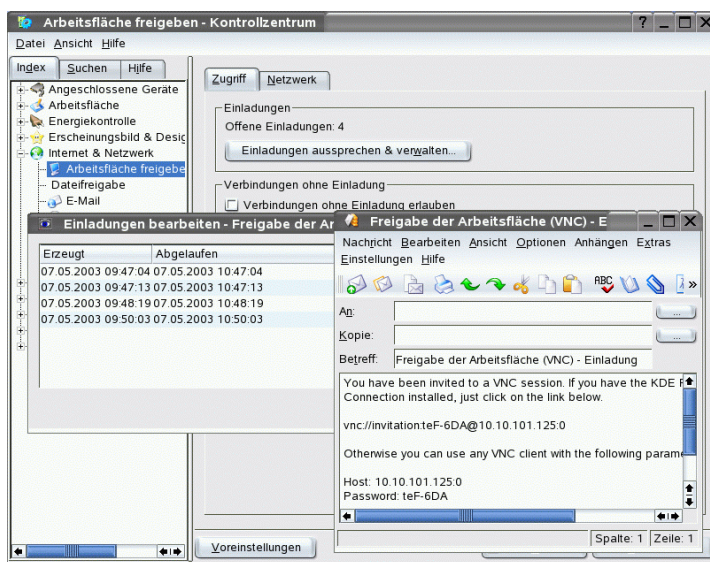 Arbeitsfläche freigeben - Kontrollzentrum
Datei Ansicht Hilfe
Index Suchen Hilfe
Angeschlossene Geräte
Arbeitsfläche
Energiekontrolle
Erscheinungsbild & Desig
Internet & Netzwerk
Arbeitsfläche freigebe
Dateifreigabe
E-Mail
Zugriff Netzwerk
Einladungen
Offene Einladungen: 4
Einladungen aussprechen & verwalten...
Verbindungen ohne Einladung
Verbindungen ohne Einladung erlauben
Einladungen bearbeiten - Freigabe der Ar
Erzeugt Abgelaufen
07.05.2003 09:47:04 07.05.2003 10:47:04
07.05.2003 09:47:13 07.05.2003 10:47:13
07.05.2003 09:48:19 07.05.2003 10:48:19
07.05.2003 09:50:03 07.05.2003 10:50:03
Freigabe der Arbeitsfläche (VNC) - E
Nachricht Bearbeiten Ansicht Optionen Anhängen Extras
Einstellungen Hilfe
ABC
An: ...
Kopie: ...
Betreff: Freigabe der Arbeitsfläche (VNC) - Einladung
You have been invited to a VNC session. If you have the KDE
Connection installed, just click on the link below.
vnc://invitation:teF-6DA@10.10.101.125:0
Otherwise you can use any VNC client with the following parame
Host: 10.10.101.125:0
Password: teF-6DA
Spalte: 1 Zeile: 1
Voreinstellungen